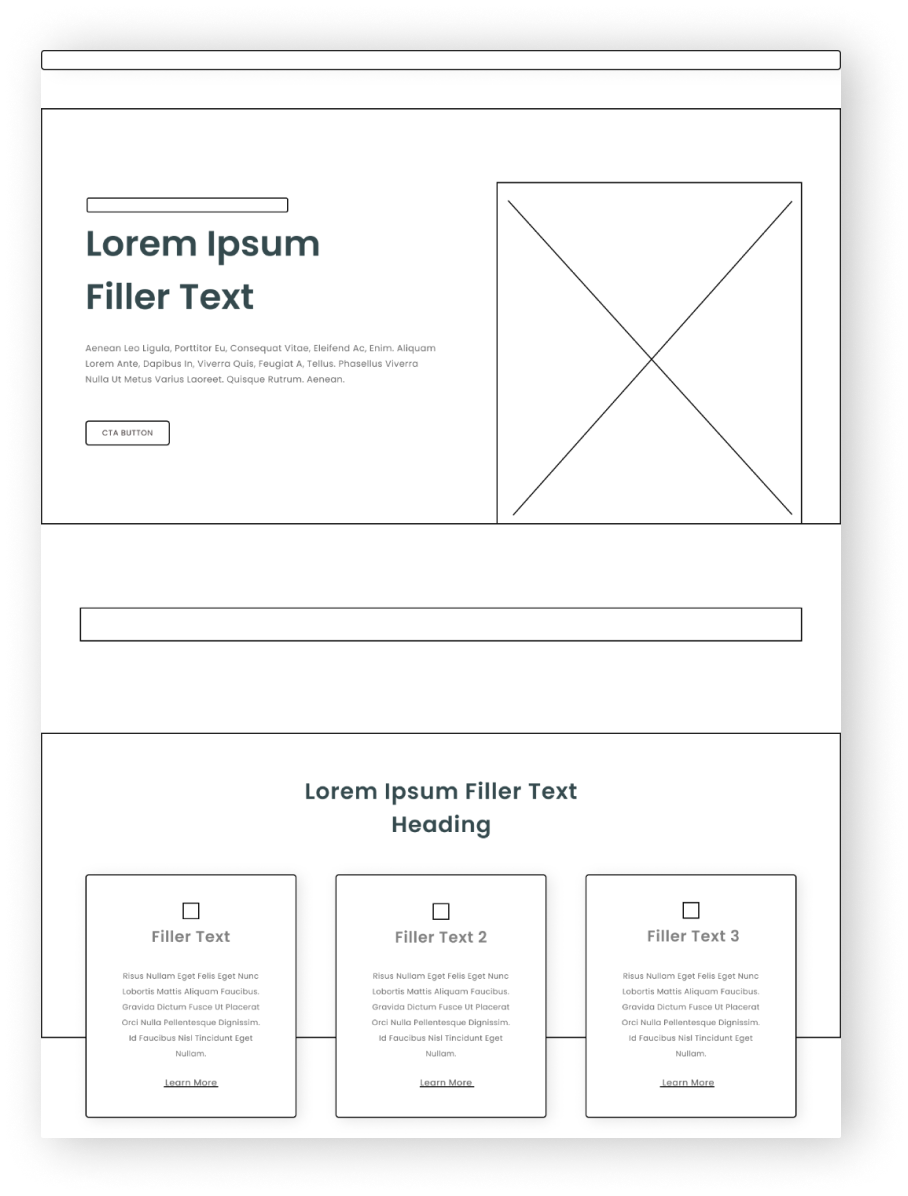 Lorem Ipsum
Filler Text
Aenean Leo Ligula, Porttitor Eu, Consequat Vitae, Eleifend Ac, Enim. Aliquam
Lorem Ante, Dapibus In, Viverra Quis, Feugiat A, Tellus. Phasellus Viverra
Nulla Ut Metus Varius Laoreet. Quisque Rutrum. Aenean.
CTA BUTTON
Lorem Ipsum Filler Text
Heading
Filler Text
Risus Nullam Eget Felis Eget Nunc
Lobortis Mattis Aliquam Faucibus.
Gravida Dictum Fusce Ut Placerat
Orci Nulla Pellentesque Dignissim.
Id Faucibus Nisl Tincidunt Eget
Nullam.
Learn More
Filler Text 2
Risus Nullam Eget Felis Eget Nunc
Lobortis Mattis Aliquam Faucibus.
Gravida Dictum Fusce Ut Placerat
Orci Nulla Pellentesque Dignissim.
Id Faucibus Nisl Tincidunt Eget
Nullam.
Learn More
Filler Text 3
Risus Nullam Eget Felis Eget Nunc
Lobortis Mattis Aliquam Faucibus.
Gravida Dictum Fusce Ut Placerat
Orci Nulla Pellentesque Dignissim.
Id Faucibus Nisl Tincidunt Eget
Nullam.
Learn More